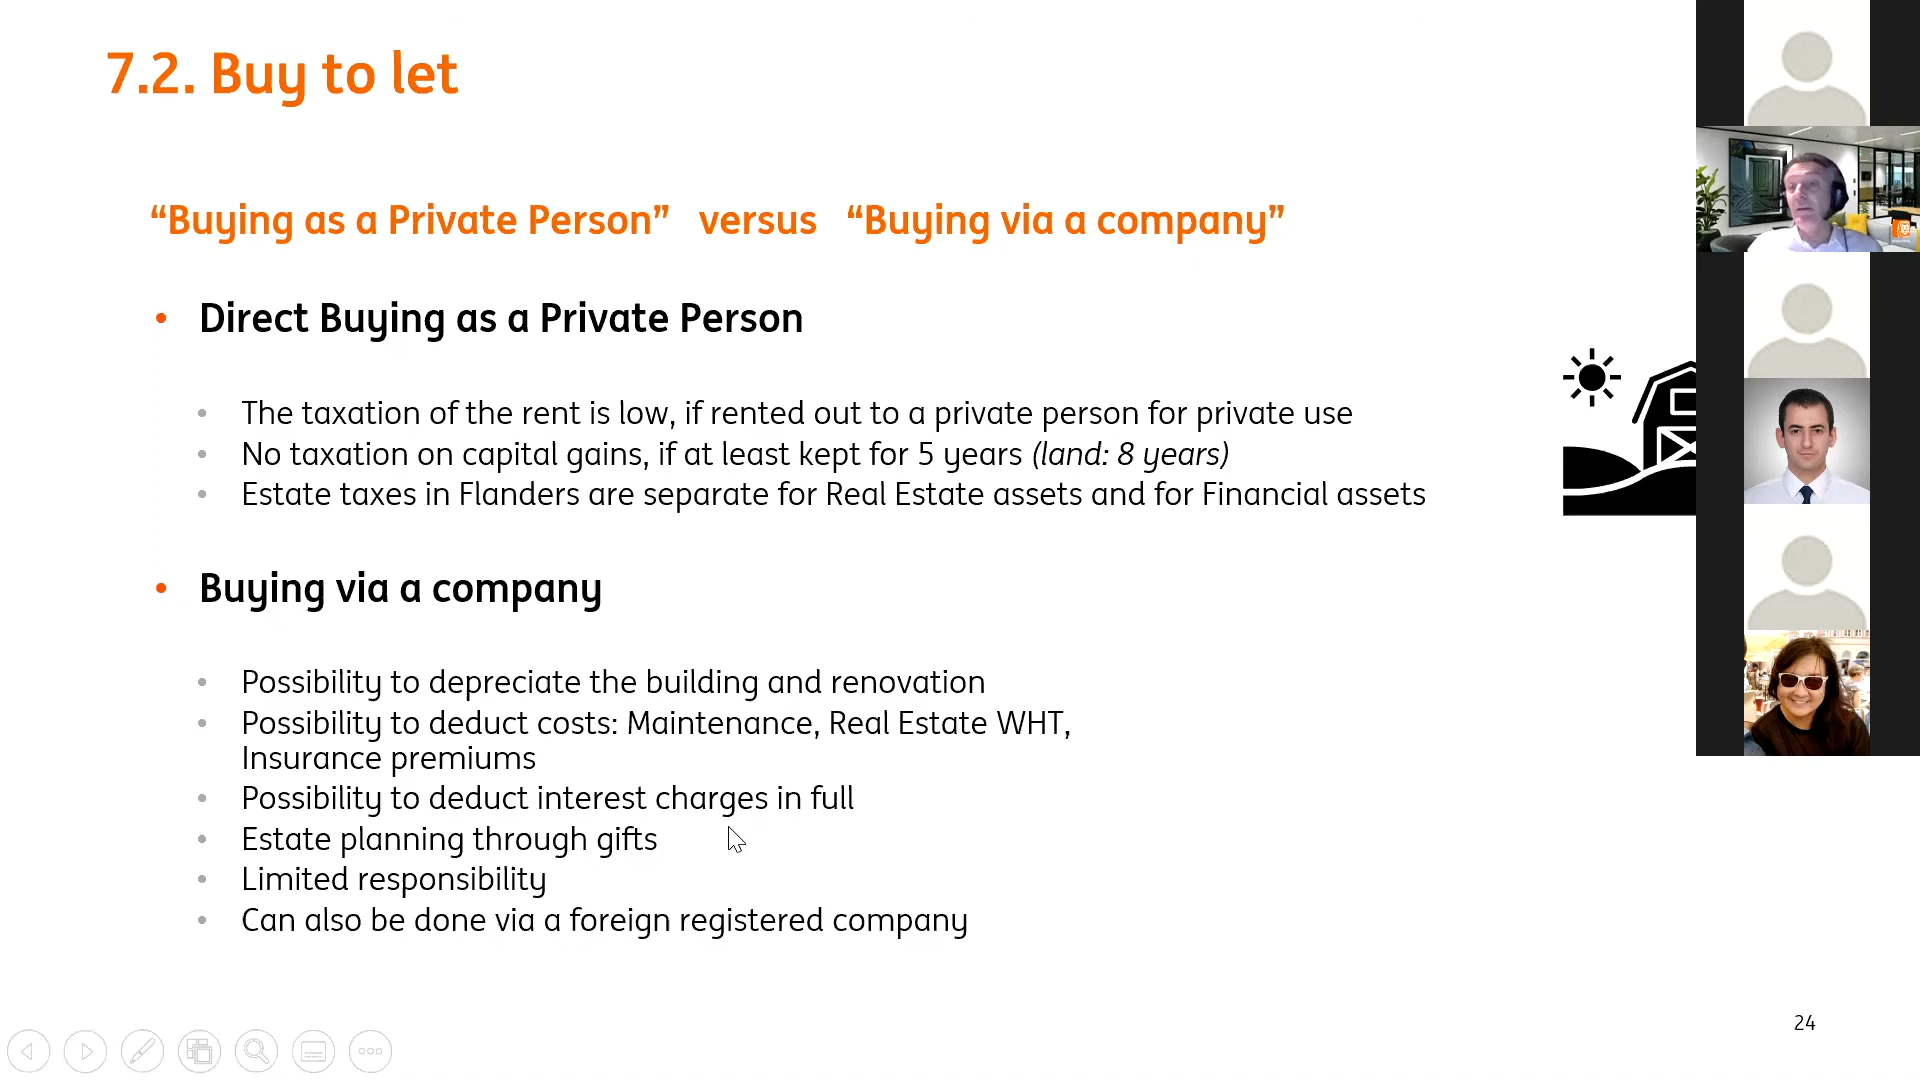 7.2. Buy to let
“Buying as a Private Person” versus “Buying via a company”
• Direct Buying as a Private Person
• The taxation of the rent is low, if rented out to a private person for private use
• No taxation on capital gains, if at least kept for 5 years (land: 8 years)
• Estate taxes in Flanders are separate for Real Estate assets and for Financial assets
• Buying via a company
• Possibility to depreciate the building and renovation
• Possibility to deduct costs: Maintenance, Real Estate WHT,
Insurance premiums
• Possibility to deduct interest charges in full
• Estate planning through gifts
• Limited responsibility
• Can also be done via a foreign registered company
24